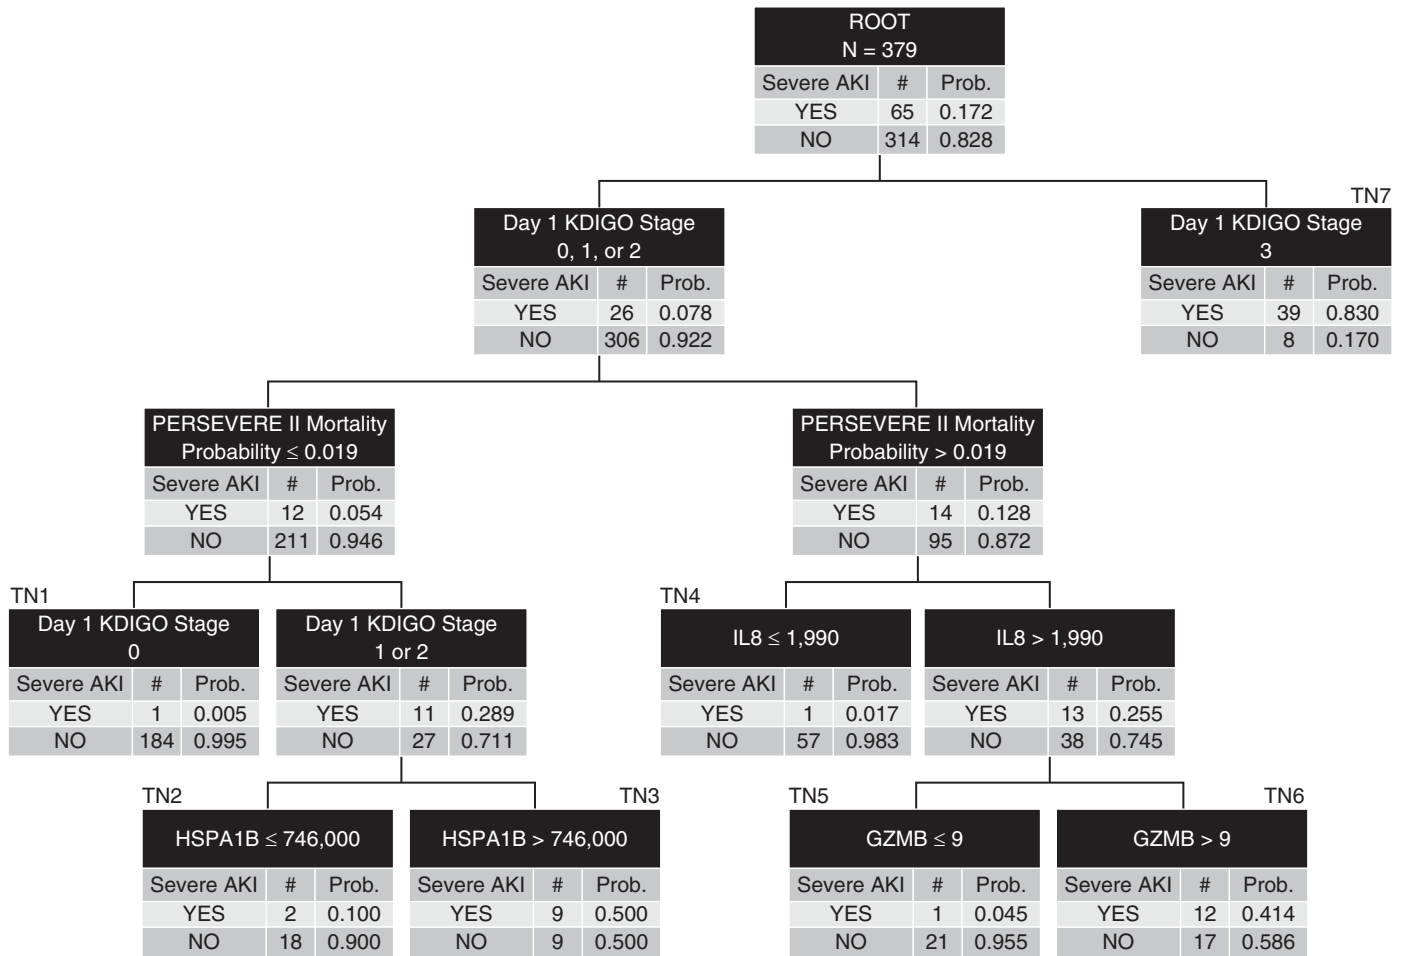 ROOT
N = 379
Severe AKI # Prob.
YES 65 0.172
NO 314 0.828
TN7
Day 1 KDIGO Stage
0, 1, or 2
Severe AKI # Prob.
YES 26 0.078
NO 306 0.922
Day 1 KDIGO Stage
3
Severe AKI # Prob.
YES 39 0.830
NO 8 0.170
PERSEVERE II Mortality
Probability ≤ 0.019
Severe AKI # Prob.
YES 12 0.054
NO 211 0.946
PERSEVERE II Mortality
Probability > 0.019
Severe AKI # Prob.
YES 14 0.128
NO 95 0.872
TN1
Day 1 KDIGO Stage
0
Severe AKI # Prob.
YES 1 0.005
NO 184 0.995
Day 1 KDIGO Stage
1 or 2
Severe AKI # Prob.
YES 11 0.289
NO 27 0.711
TN4
IL8 ≤ 1,990
Severe AKI # Prob.
YES 1 0.017
NO 57 0.983
IL8 > 1,990
Severe AKI # Prob.
YES 13 0.255
NO 38 0.745
TN2
HSPA1B ≤ 746,000
Severe AKI # Prob.
YES 2 0.100
NO 18 0.900
TN3
HSPA1B > 746,000
Severe AKI # Prob.
YES 9 0.500
NO 9 0.500
TN5
GZMB ≤ 9
Severe AKI # Prob.
YES 1 0.045
NO 21 0.955
TN6
GZMB > 9
Severe AKI # Prob.
YES 12 0.414
NO 17 0.586